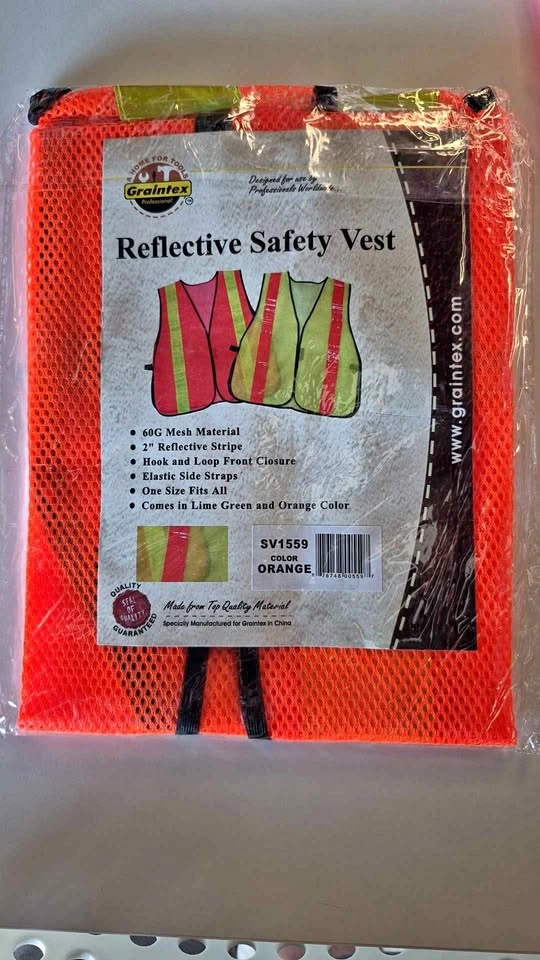 A HOME FOR TOOLS
Graintex
Professional
TM
Designed for use by
Professionals Worldwide...
Reflective Safety Vest
www.graintex.com
• 60G Mesh Material
• 2" Reflective Stripe
• Hook and Loop Front Closure
• Elastic Side Straps
• One Size Fits All
• Comes in Lime Green and Orange Color
SV1559
COLOR
ORANGE
QUALITY
SEAL OF QUALITY
GUARANTEED
Made from Top Quality Material
Specially Manufactured for Graintex in China